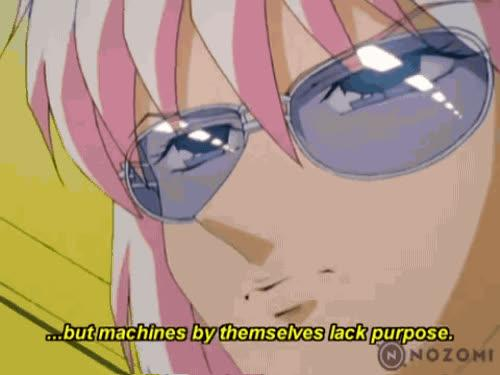 ...but machines by themselves lack purpose.
N NOZOMI